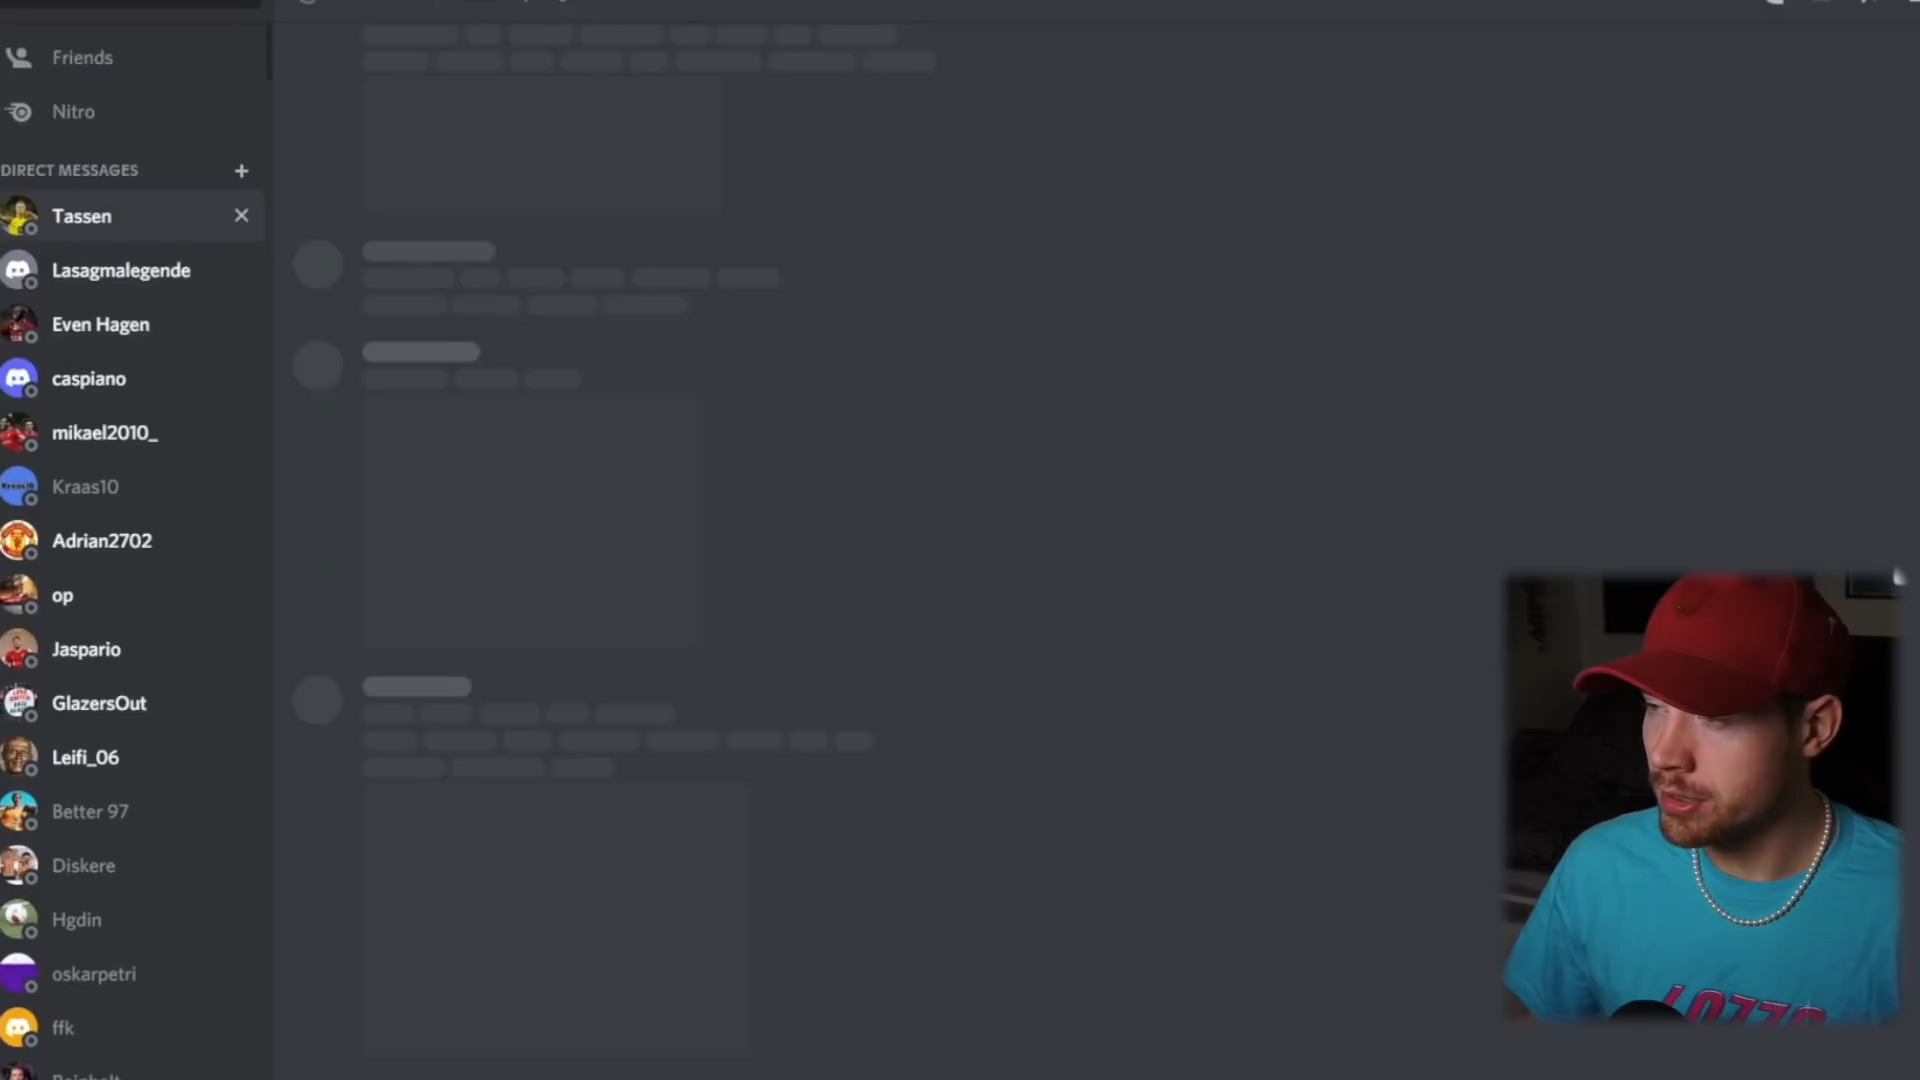 Friends
Nitro
DIRECT MESSAGES
Tassen
Lasagmalegende
Even Hagen
caspiano
mikael2010_
Kraas10
Adrian2702
op
Jaspario
GlazersOut
Leifi_06
Better 97
Diskere
Hgdin
oskarpetri
ffk